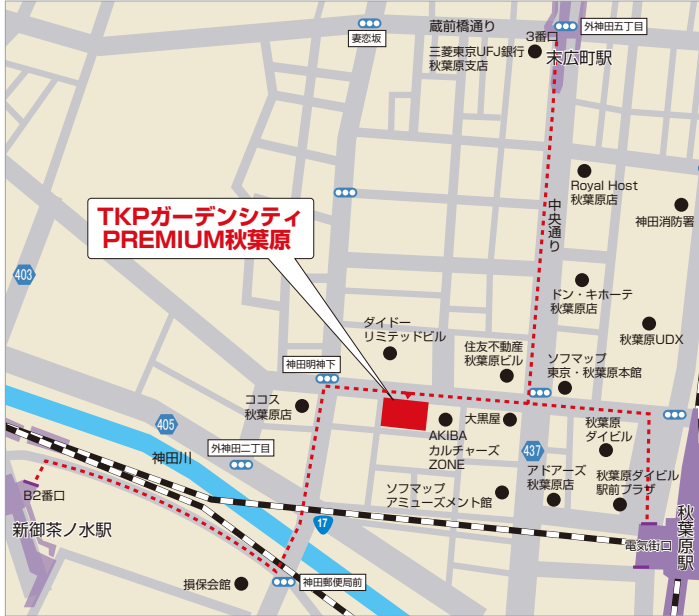 蔵前橋通り
外神田五丁目
3番口
妻恋坂
三菱東京UFJ銀行
秋葉原支店
末広町駅
Royal Host
秋葉原店
神田消防署
中央通り
TKPガーデンシティ
PREMIUM秋葉原
403
ドン・キホーテ
秋葉原店
ダイドー
リミテッドビル
秋葉原UDX
住友不動産
秋葉原ビル
ソフマップ
東京・秋葉原本館
神田明神下
ココス
秋葉原店
405
大黒屋
AKIBA
カルチャーズ
ZONE
437
秋葉原
ダイビル
外神田二丁目
神田川
アドアーズ
秋葉原店
秋葉原ダイビル
駅前プラザ
ソフマップ
アミューズメント館
B2番口
新御茶ノ水駅
17
電気街口
秋葉原駅
損保会館
神田郵便局前